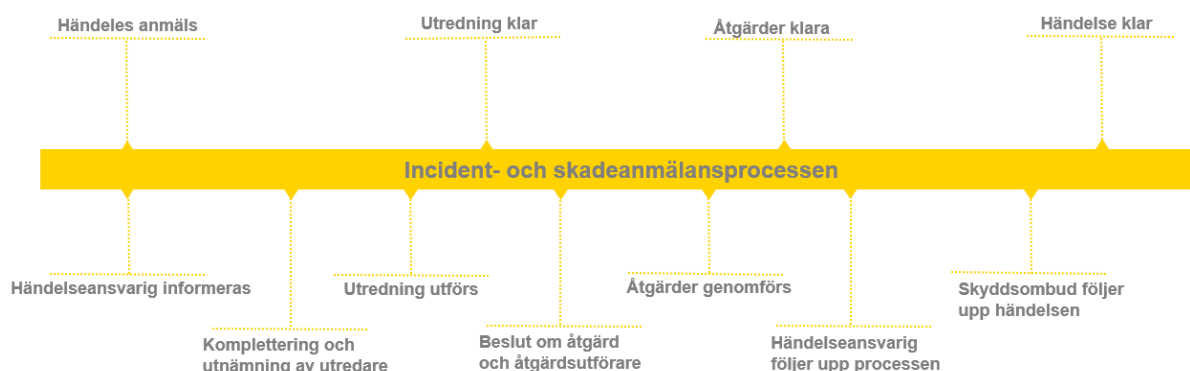 Händeles anmäls
Utredning klar
Åtgärder klara
Händelse klar
Incident- och skadeanmälansprocessen
Händelseansvarig informeras
Komplettering och
utnämning av utredare
Utredning utförs
Beslut om åtgärd
och åtgärdsutförare
Åtgärder genomförs
Händelseansvarig
följer upp processen
Skyddsombud följer
upp händelsen